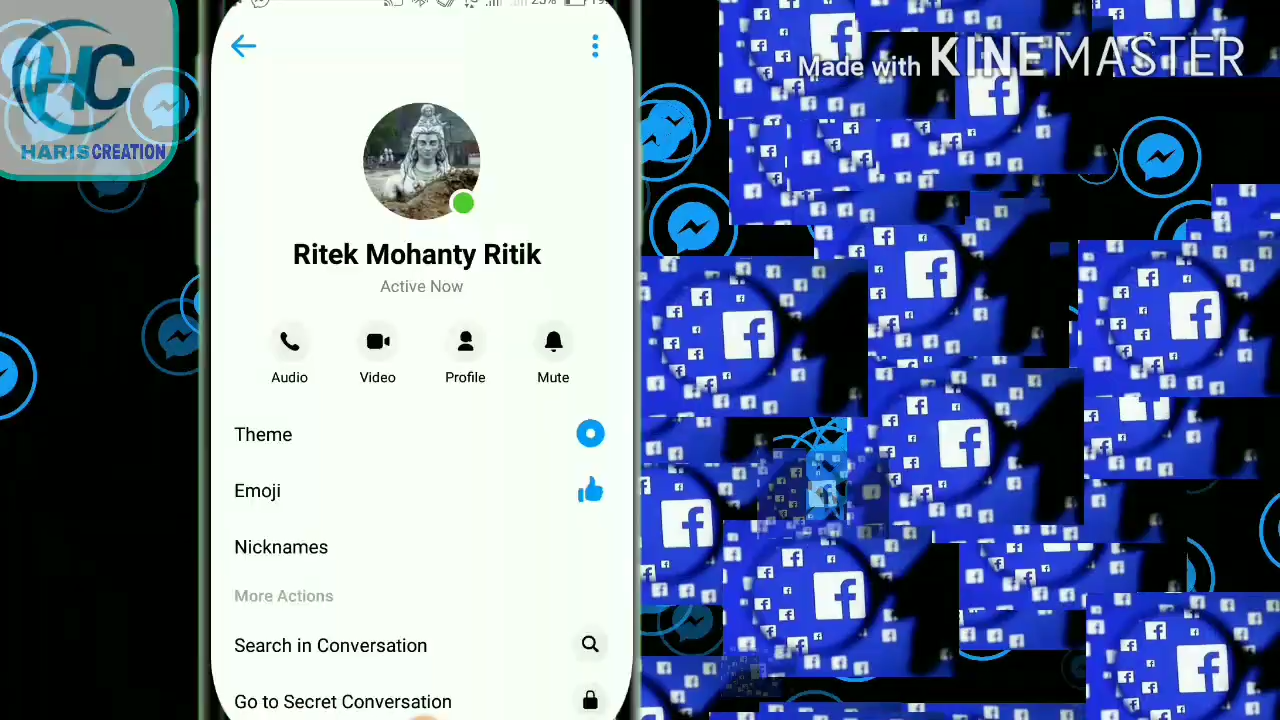 HC
HARIS CREATION
Made with KINEMASTER
Ritek Mohanty Ritik
Active Now
Audio
Video
Profile
Mute
Theme
Emoji
Nicknames
More Actions
Search in Conversation
Go to Secret Conversation